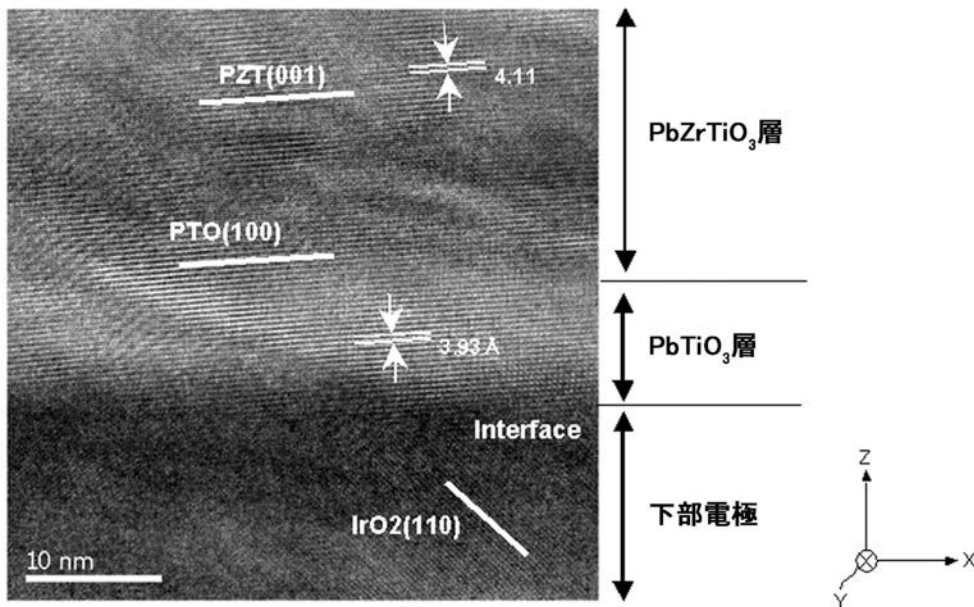 PZT(001)
4.11
PbZrTiO₃層
PTO(100)
3.93 Å
PbTiO₃層
Interface
IrO2(110)
下部電極
10 nm
Z
X
Y